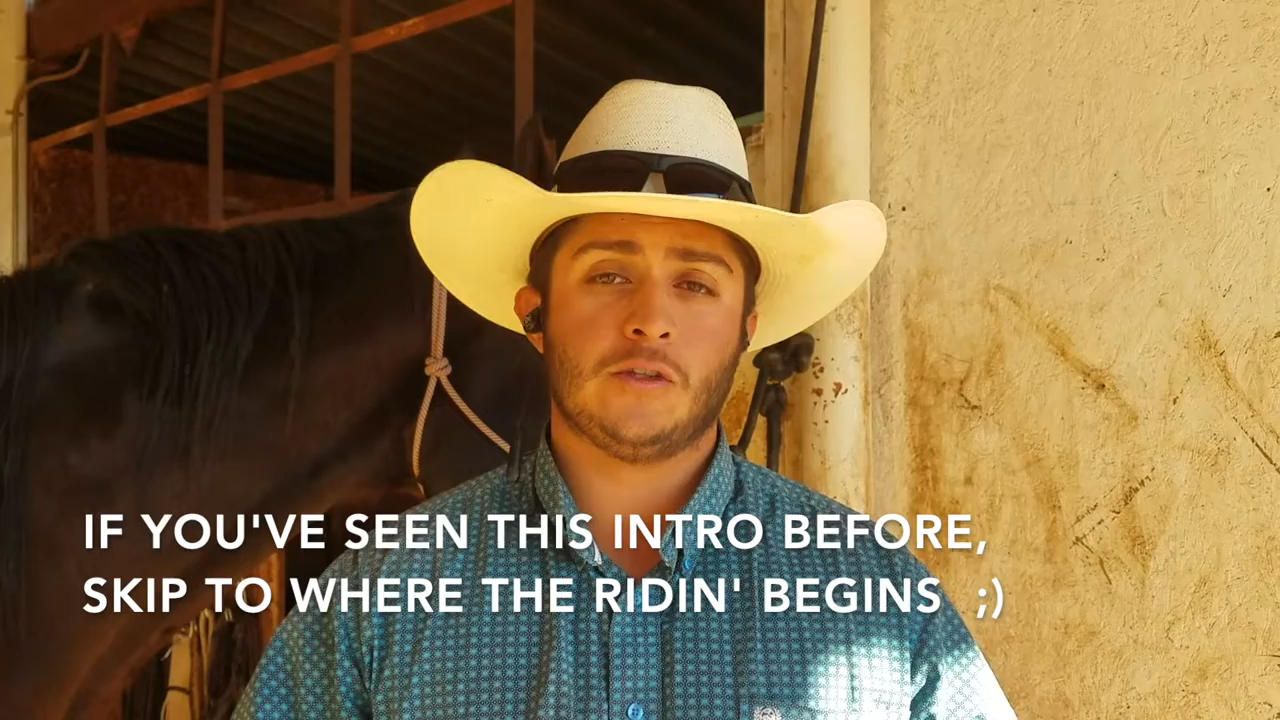 IF YOU'VE SEEN THIS INTRO BEFORE,
SKIP TO WHERE THE RIDIN' BEGINS ;)